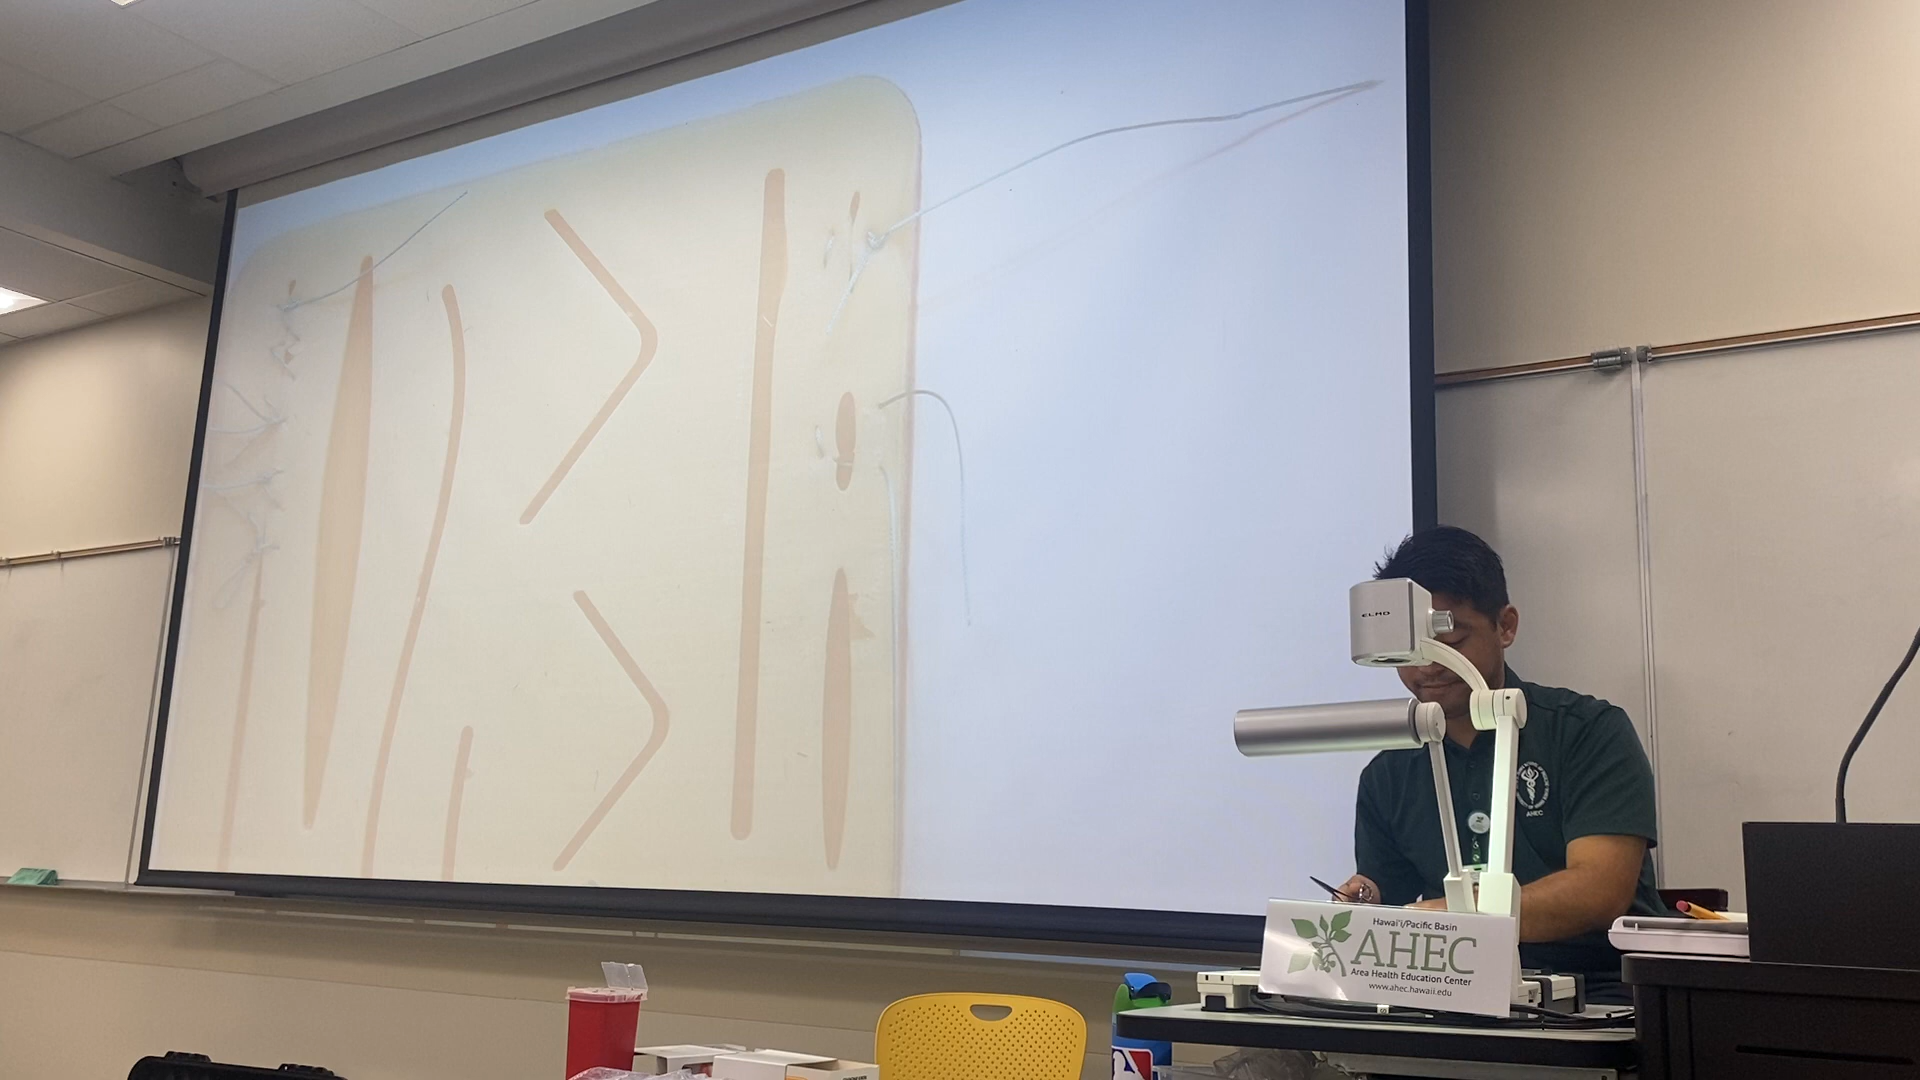 ELMO
AHEC
Hawai'i/Pacific Basin
AHEC
Area Health Education Center
www.ahec.hawaii.edu